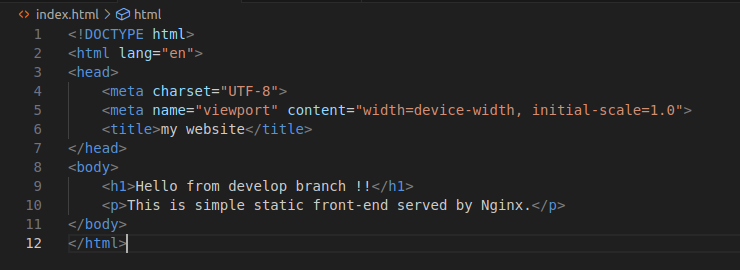 index.html > html
1 <!DOCTYPE html>
2 <html lang="en">
3 <head>
4     <meta charset="UTF-8">
5     <meta name="viewport" content="width=device-width, initial-scale=1.0">
6     <title>my website</title>
7 </head>
8 <body>
9     <h1>Hello from develop branch !!</h1>
10     <p>This is simple static front-end served by Nginx.</p>
11 </body>
12 </html>